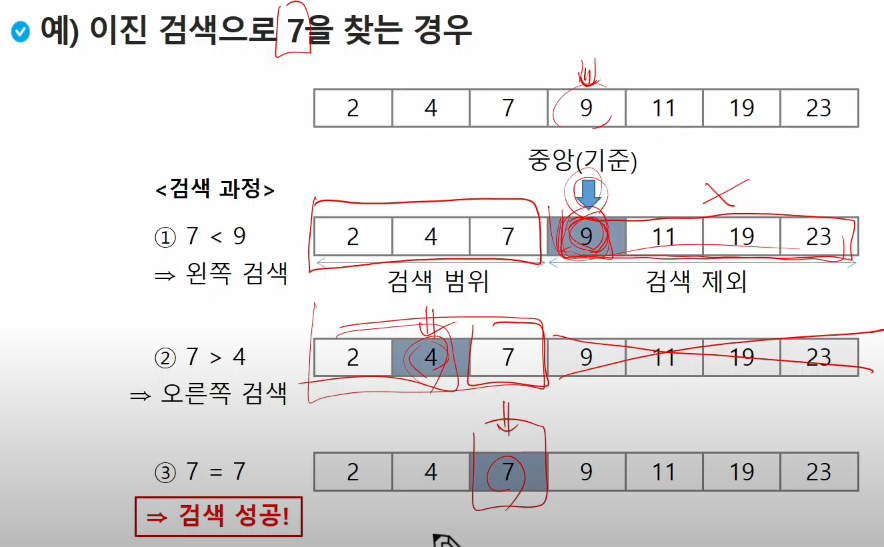 예) 이진 검색으로 7을 찾는 경우
2 4 7 9 11 19 23
중앙(기준)
<검색 과정>
① 7 < 9
2 4 7 9 11 19 23
⇒ 왼쪽 검색
검색 범위 검색 제외
② 7 > 4
2 4 7 9 11 19 23
⇒ 오른쪽 검색
③ 7 = 7
2 4 7 9 11 19 23
⇒ 검색 성공!